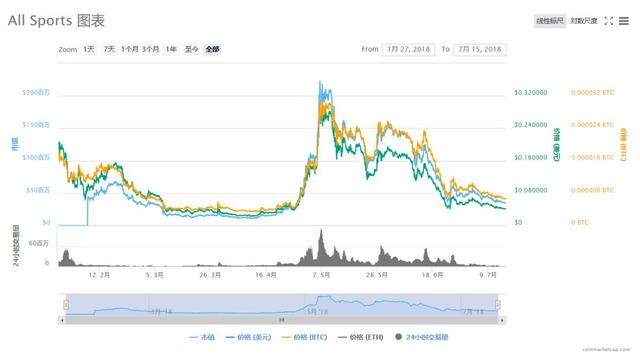 All Sports 图表
线性标尺 对数尺度
Zoom 1天 7天 1个月 3个月 1年 至今 全部
From 1月 27, 2018 To 7月 15, 2018
$200百万 $0.320000 0.000032 BTC
$150百万 $0.240000 0.000024 BTC
市值 价格 (美元) 价格 (BTC)
$100百万 $0.160000 0.000016 BTC
$50百万 $0.080000 0.000008 BTC
$0 $0 0 BTC
24小时交易量
60百万
0
12. 2月 5. 3月 26. 3月 16. 4月 7. 5月 28. 5月 18. 6月 9. 7月
3月 '18 5月 '18 7月 '18
市值 价格 (美元) 价格 (BTC) 价格 (ETH) 24小时交易量
coinmarketcap.com